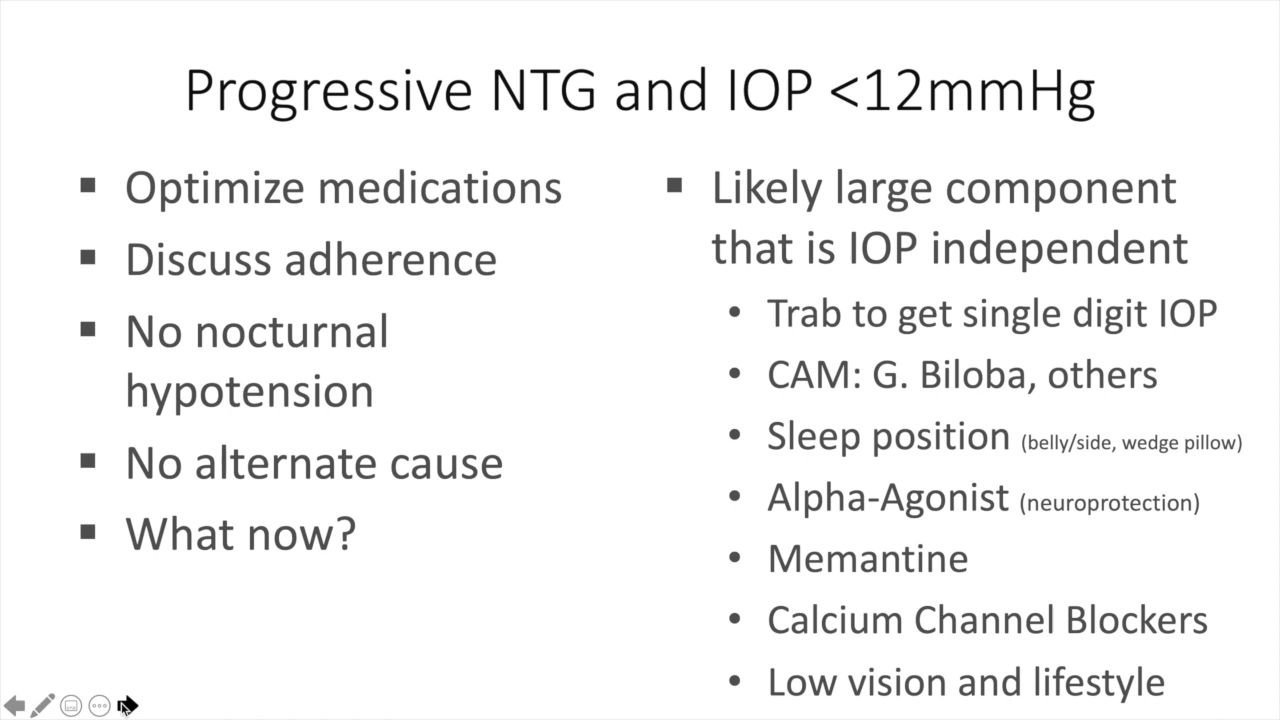 Progressive NTG and IOP <12mmHg
▪ Optimize medications
▪ Discuss adherence
▪ No nocturnal
hypotension
▪ No alternate cause
▪ What now?
▪ Likely large component
that is IOP independent
• Trab to get single digit IOP
• CAM: G. Biloba, others
• Sleep position (belly/side, wedge pillow)
• Alpha-Agonist (neuroprotection)
• Memantine
• Calcium Channel Blockers
• Low vision and lifestyle